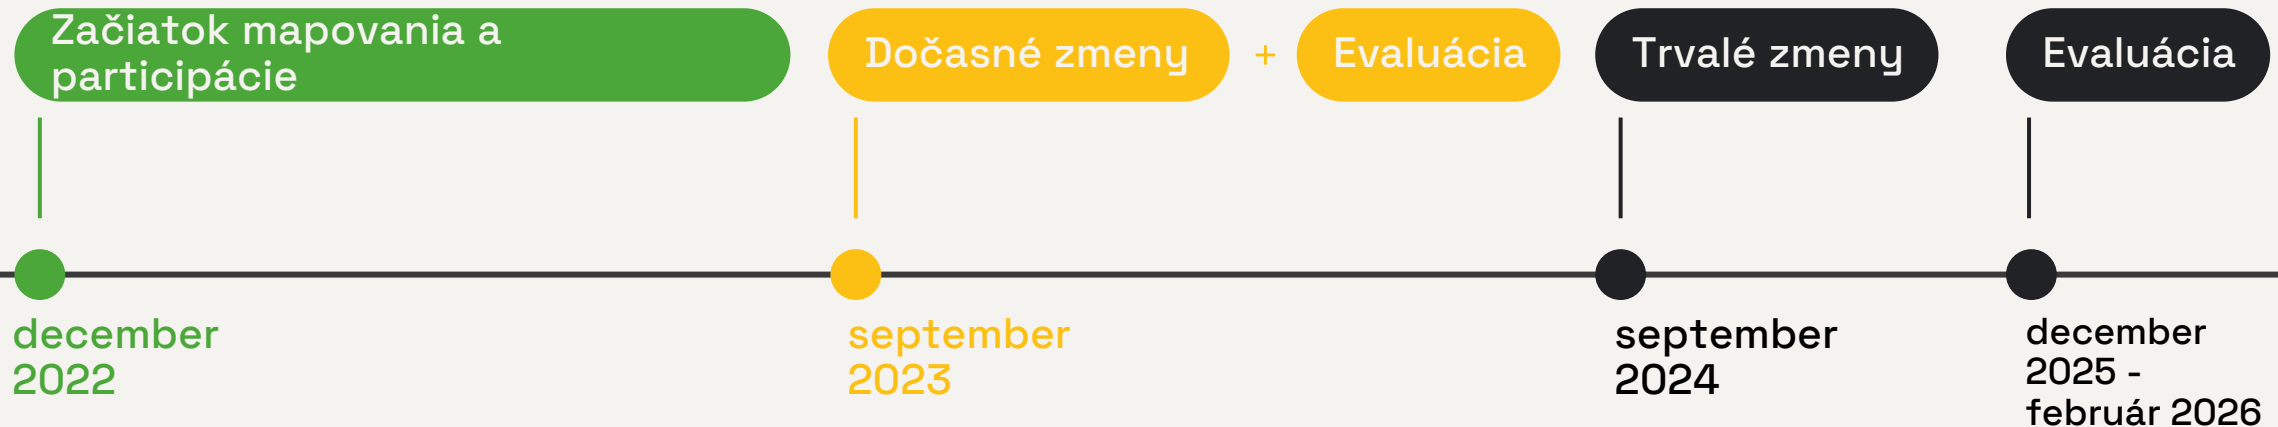 Začiatok mapovania a
participácie
Dočasné zmeny + Evaluácia
Trvalé zmeny
Evaluácia
december
2022
september
2023
september
2024
december
2025 -
február 2026